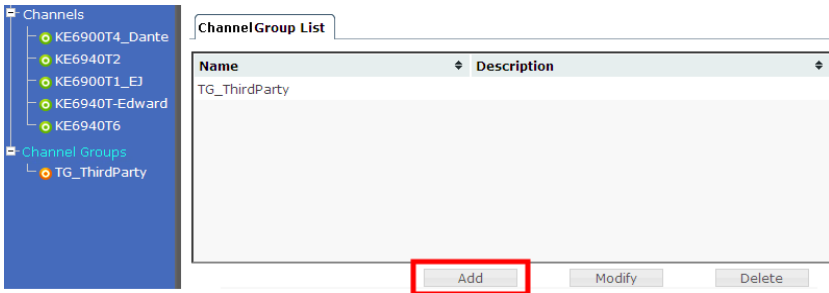 Channels
KE6900T4_Dante
KE6940T2
KE6900T1_EJ
KE6940T-Edward
KE6940T6
Channel Groups
TG_ThirdParty
ChannelGroup List
Name Description
TG_ThirdParty
Add Modify Delete